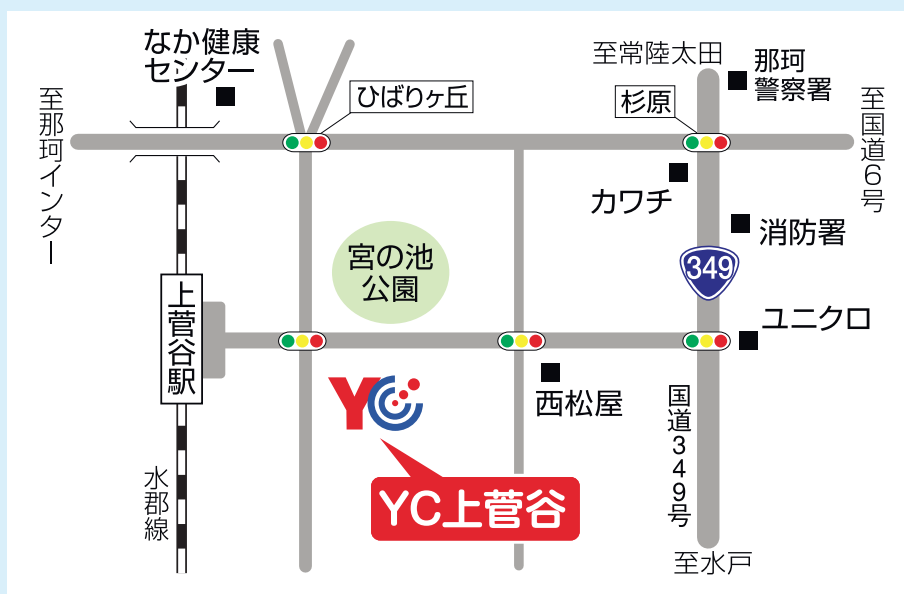 なか健康
センター
至常陸太田
那珂
警察署
至那珂インター
ひばりヶ丘
杉原
至国道6号
カワチ
消防署
宮の池
公園
349
上菅谷駅
ユニクロ
西松屋
YC
国道349号
水郡線
YC上菅谷
至水戸